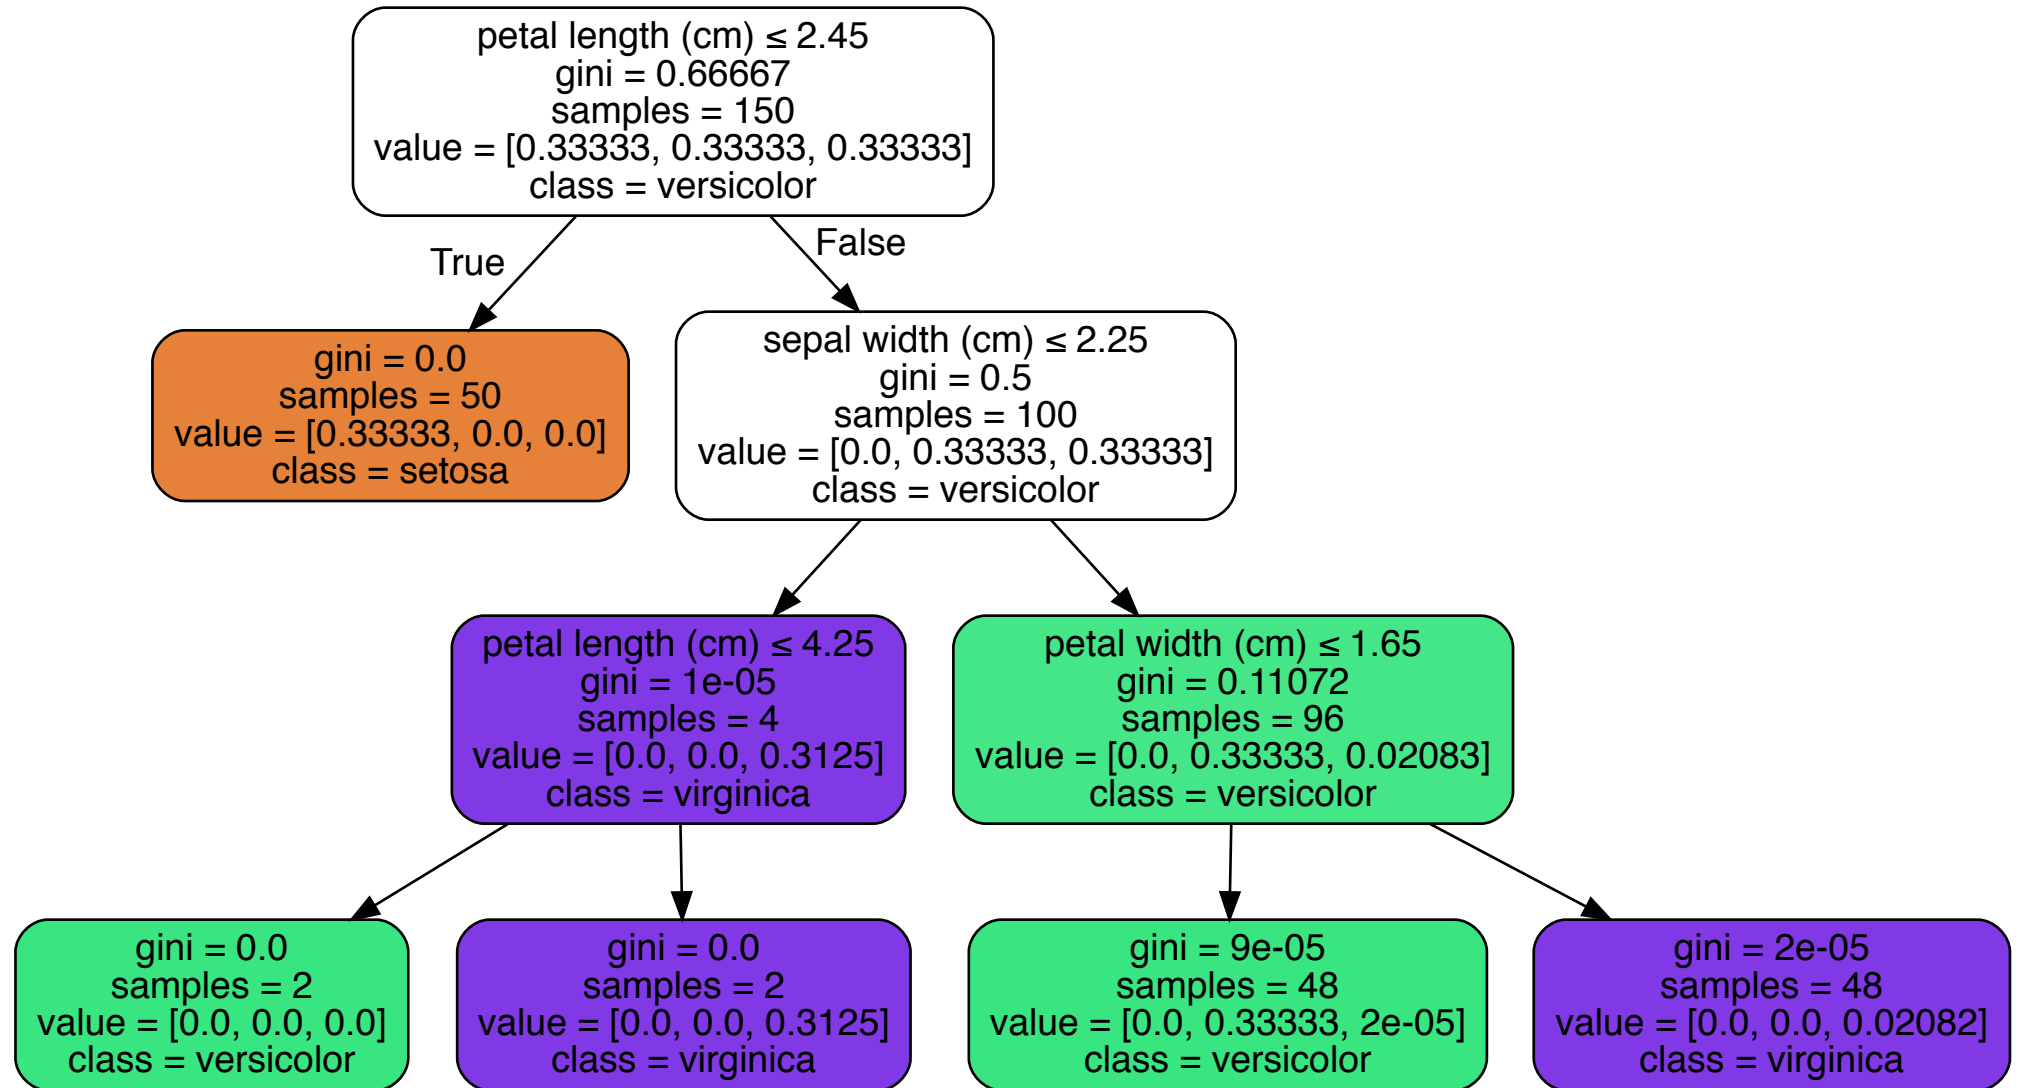 petal length (cm) ≤ 2.45
gini = 0.66667
samples = 150
value = [0.33333, 0.33333, 0.33333]
class = versicolor
True
False
gini = 0.0
samples = 50
value = [0.33333, 0.0, 0.0]
class = setosa
sepal width (cm) ≤ 2.25
gini = 0.5
samples = 100
value = [0.0, 0.33333, 0.33333]
class = versicolor
petal length (cm) ≤ 4.25
gini = 1e-05
samples = 4
value = [0.0, 0.0, 0.3125]
class = virginica
petal width (cm) ≤ 1.65
gini = 0.11072
samples = 96
value = [0.0, 0.33333, 0.02083]
class = versicolor
gini = 0.0
samples = 2
value = [0.0, 0.0, 0.0]
class = versicolor
gini = 0.0
samples = 2
value = [0.0, 0.0, 0.3125]
class = virginica
gini = 9e-05
samples = 48
value = [0.0, 0.33333, 2e-05]
class = versicolor
gini = 2e-05
samples = 48
value = [0.0, 0.0, 0.02082]
class = virginica